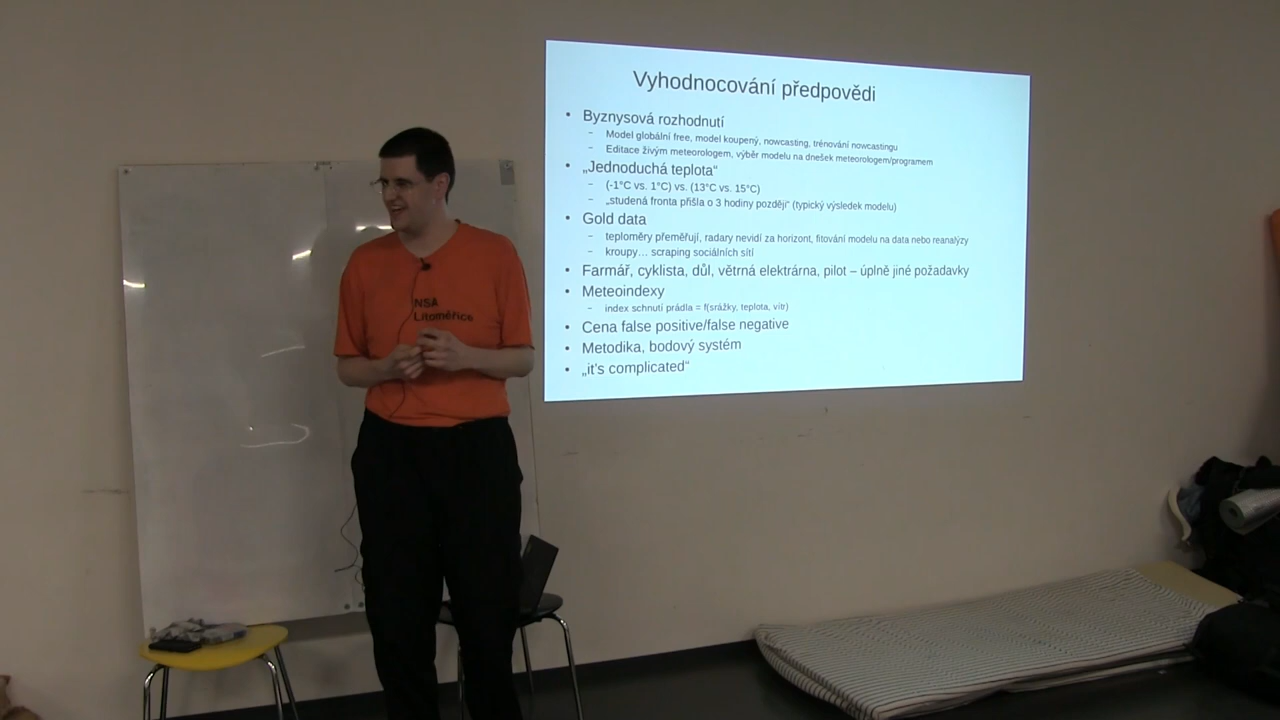 Vyhodnocování předpovědi
• Byznysová rozhodnutí
– Model globální free, model koupený, nowcasting, trénování nowcastingu
– Editace živým meteorologem, výběr modelu na dnešek meteorologem/programem
• „Jednoduchá teplota“
– (-1°C vs. 1°C) vs. (13°C vs. 15°C)
– „studená fronta přišla o 3 hodiny později“ (typický výsledek modelu)
• Gold data
– teploměry přeměřují, radary nevidí za horizont, fitování modelu na data nebo reanalýzy
– kroupy… scraping sociálních sítí
• Farmář, cyklista, důl, větrná elektrárna, pilot – úplně jiné požadavky
• Meteoindexy
– index schnutí prádla = f(srážky, teplota, vítr)
• Cena false positive/false negative
• Metodika, bodový systém
• „it's complicated“
NSA
Litoměřice